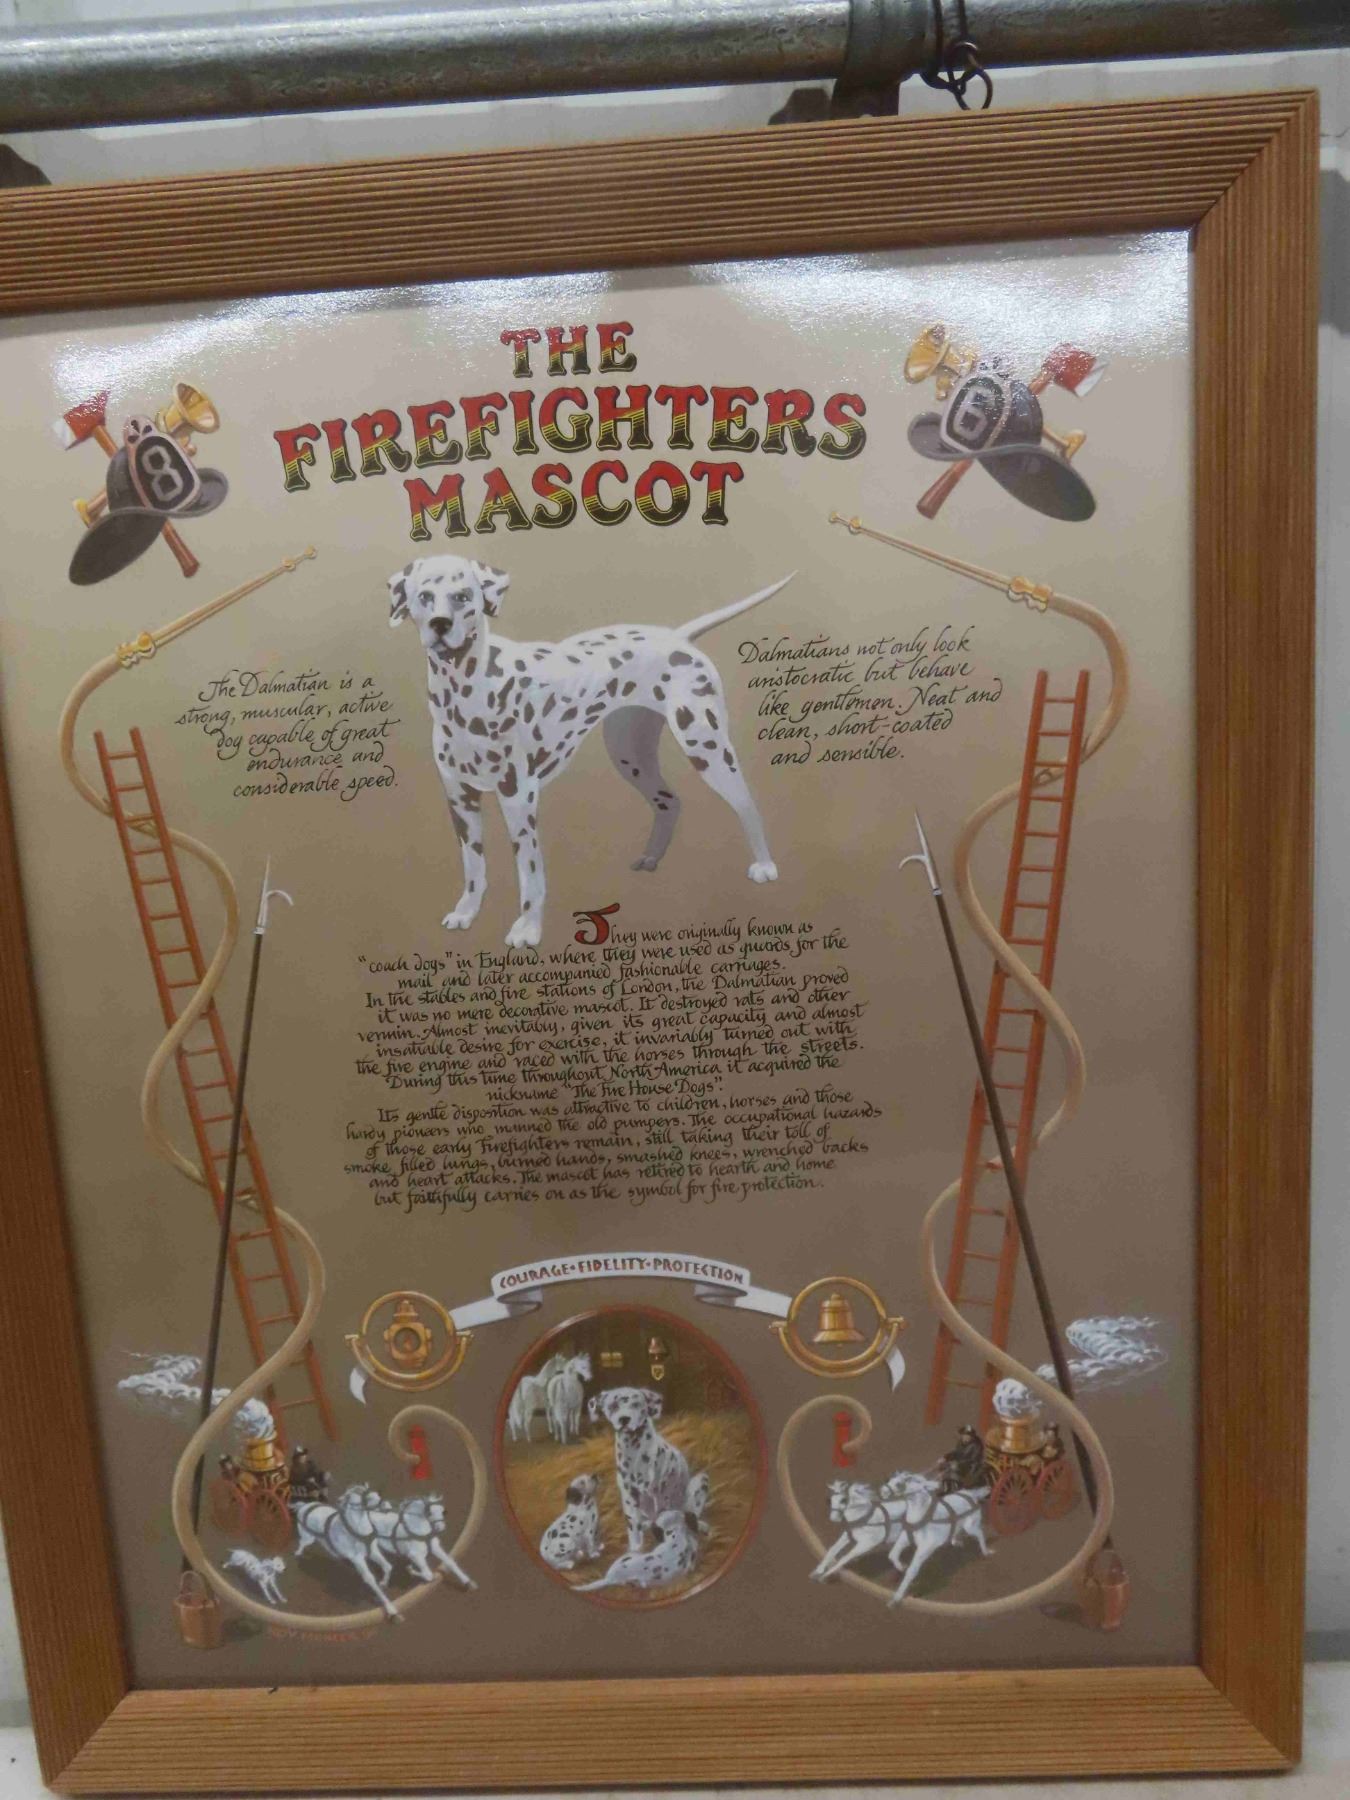 THE
FIREFIGHTERS
MASCOT
8
6
The Dalmatian is a
strong, muscular, active
dog capable of great
endurance and
considerable speed.
Dalmatians not only look
aristocratic but behave
like gentlemen. Neat and
clean, short-coated
and sensible.
They were originally known as
"coach dogs" in England, where they were used as guards for the
mail and later accompanied fashionable carriages.
In the stables and fire stations of London, the Dalmatian proved
it was no mere decorative mascot. It destroyed rats and other
vermin. Almost inevitably, given its great capacity and almost
insatiable desire for exercise, it invariably turned out with
the fire engine and raced with the horses through the streets.
During this time throughout North America it acquired the
nickname "The Fire House Dogs".
Its gentle disposition was attractive to children, horses and those
hardy pioneers who manned the old pumpers. The occupational hazards
of those early Firefighters remain, still taking their toll of
smoke filled lungs, burned hands, smashed knees, wrenched backs
and heart attacks. The mascot has retired to hearth and home
but faithfully carries on as the symbol for fire protection.
COURAGE • FIDELITY • PROTECTION